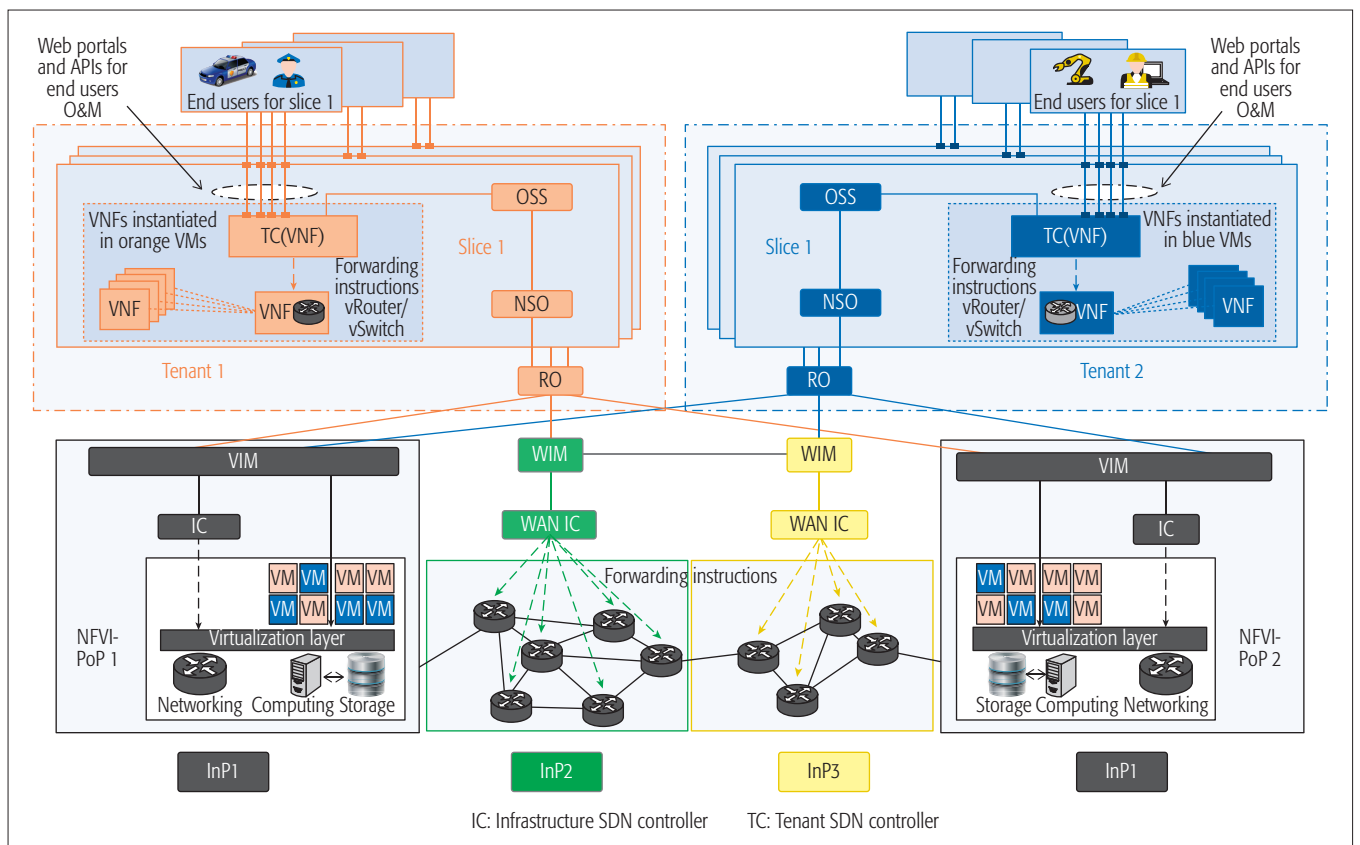 Web portals
and APIs for
end users
O&M
End users for slice 1
End users for slice 1
Web portals
and APIs for
end users
O&M
VNFs instantiated
in orange VMs
TC(VNF)
OSS
Slice 1
Forwarding
instructions
vRouter/
vSwitch
VNF
VNF
NSO
Tenant 1
RO
OSS
Slice 1
TC(VNF)
VNFs instantiated
in blue VMs
Forwarding
instructions
vRouter/
vSwitch
VNF
VNF
NSO
RO
Tenant 2
VIM
WIM
WIM
VIM
IC
WAN IC
WAN IC
IC
VM VM VM VM
VM VM VM VM
Forwarding instructions
VM VM VM VM
VM VM VM VM
NFVI-
PoP 1
Virtualization layer
Networking Computing Storage
Virtualization layer
Storage Computing Networking
NFVI-
PoP 2
InP1
InP2
InP3
InP1
IC: Infrastructure SDN controller
TC: Tenant SDN controller